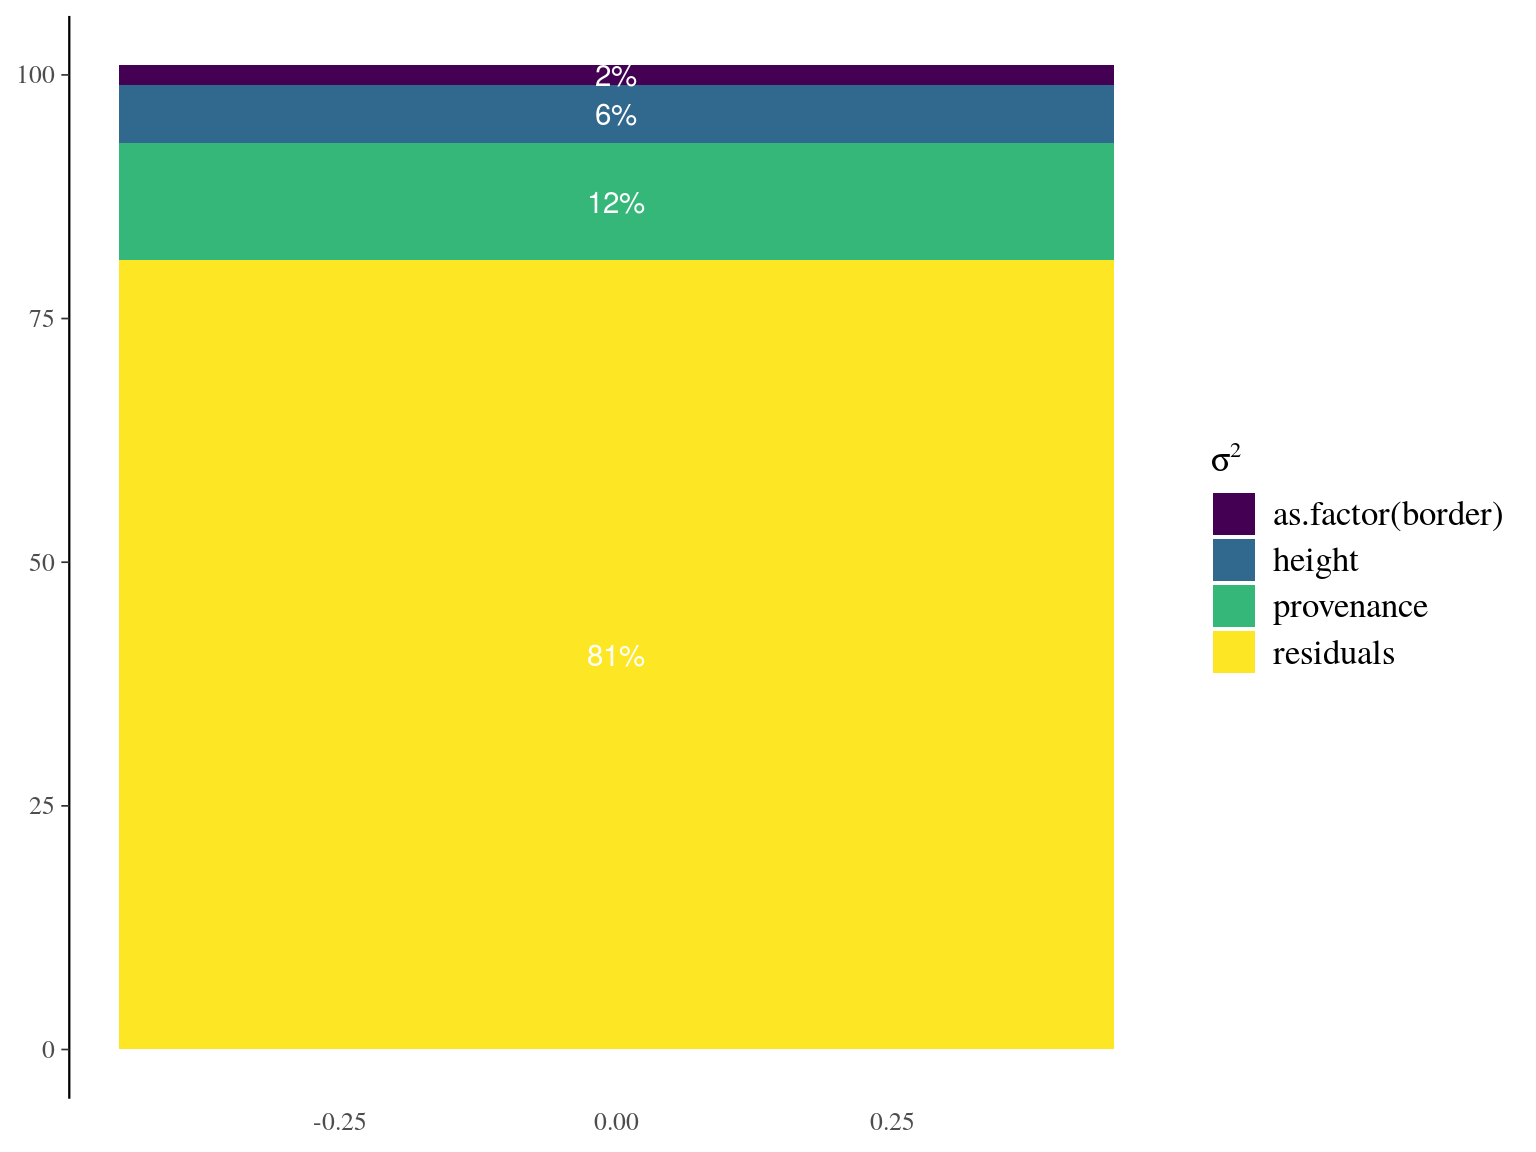 100
75
50
25
0
2%
6%
12%
81%
-0.25
0.00
0.25
σ²
as.factor(border)
height
provenance
residuals